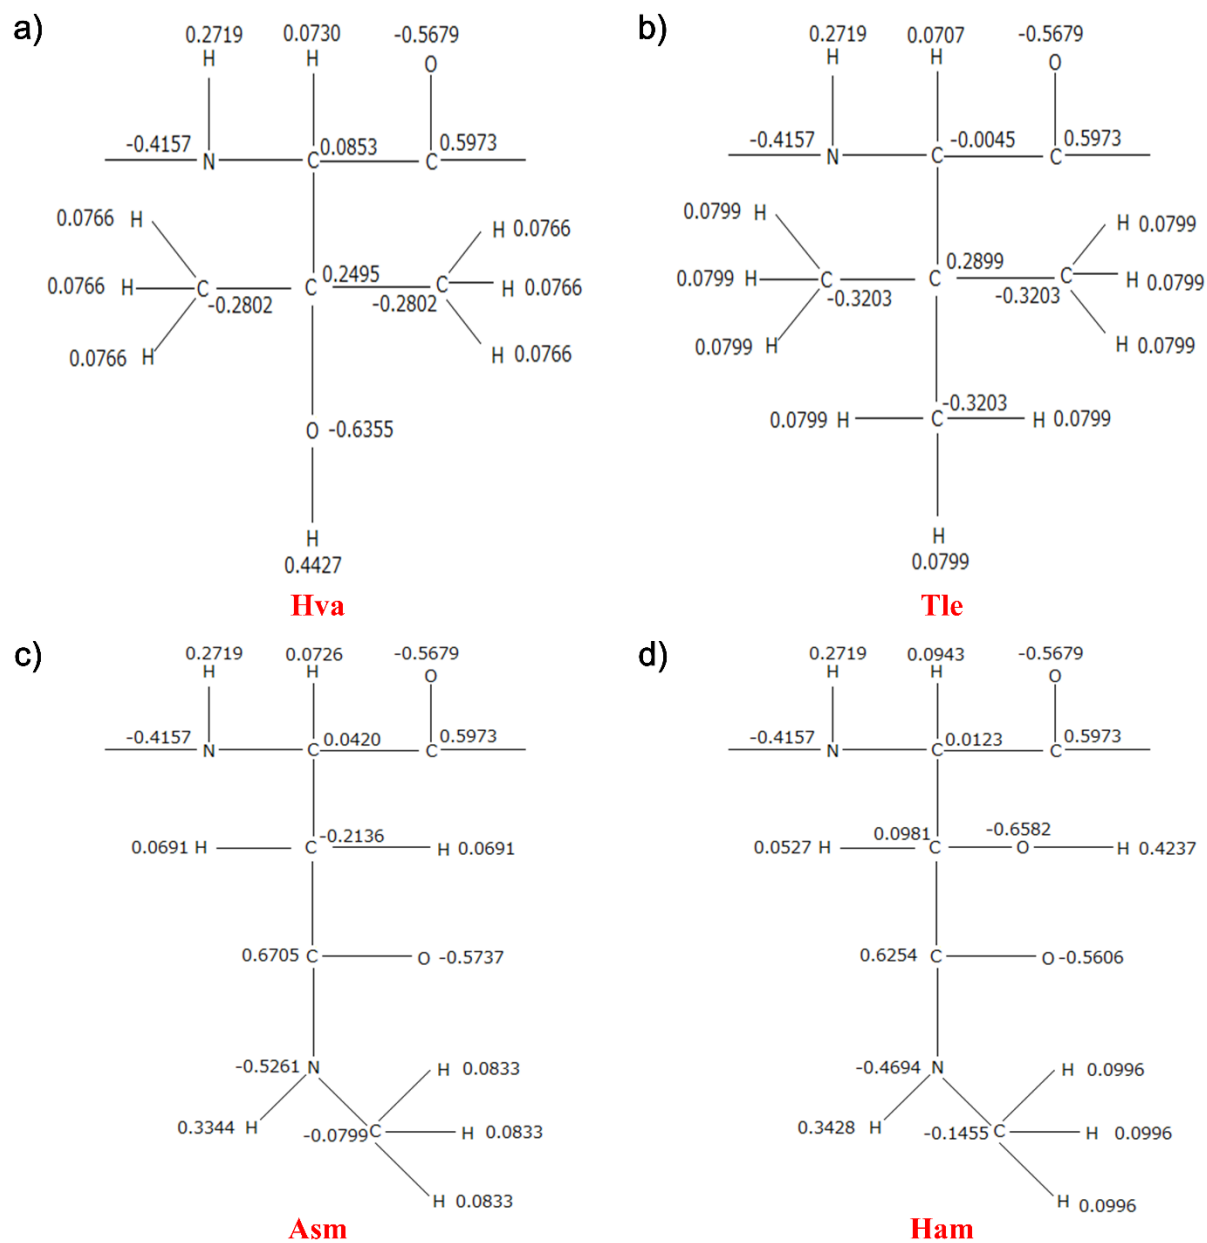 a)
0.2719 0.0730 -0.5679
H H O
-0.4157 0.0853 0.5973
N C C
0.0766 H H 0.0766
0.2495
0.0766 H C C C H 0.0766
-0.2802 -0.2802
0.0766 H H 0.0766
O -0.6355
H
0.4427
Hva
b)
0.2719 0.0707 -0.5679
H H O
-0.4157 -0.0045 0.5973
N C C
0.0799 H H 0.0799
0.2899
0.0799 H C C C H 0.0799
-0.3203 -0.3203
0.0799 H H 0.0799
-0.3203
0.0799 H C H 0.0799
H
0.0799
Tle
c)
0.2719 0.0726 -0.5679
H H O
-0.4157 0.0420 0.5973
N C C
-0.2136
0.0691 H C H 0.0691
0.6705 C O -0.5737
-0.5261 N H 0.0833
0.3344 H -0.0799 C H 0.0833
H 0.0833
Asm
d)
0.2719 0.0943 -0.5679
H H O
-0.4157 0.0123 0.5973
N C C
0.0981 -0.6582
0.0527 H C O H 0.4237
0.6254 C O -0.5606
-0.4694 N H 0.0996
0.3428 H -0.1455 C H 0.0996
H 0.0996
Ham